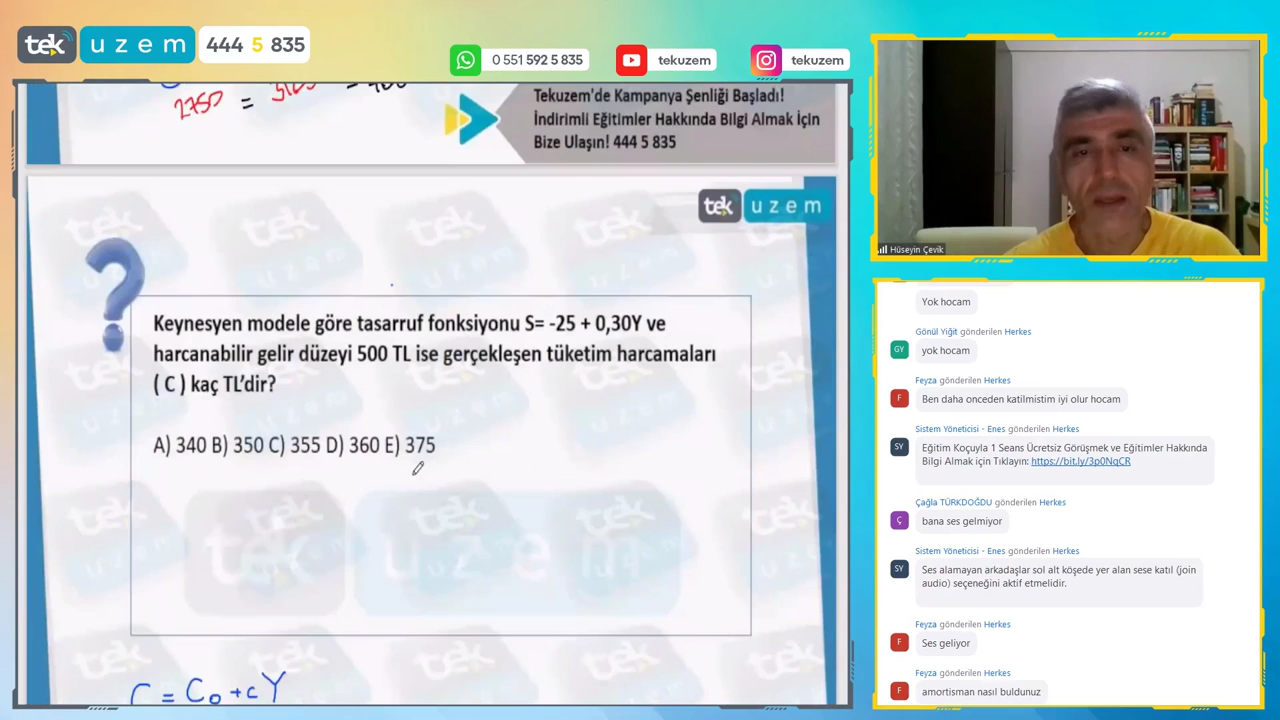 tek uzem 444 5 835
0 551 592 5 835
tekuzem
tekuzem
2750 =
Tekuzem'de Kampanya Şenliği Başladı!
İndirimli Eğitimler Hakkında Bilgi Almak İçin
Bize Ulaşın! 444 5 835
tek uzem
Keynesyen modele göre tasarruf fonksiyonu S= -25 + 0,30Y ve
harcanabilir gelir düzeyi 500 TL ise gerçekleşen tüketim harcamaları
( C ) kaç TL'dir?
A) 340 B) 350 C) 355 D) 360 E) 375
tek uzem
C = C₀ + cY
Hüseyin Çevik
Yok hocam
Gönül Yiğit gönderilen Herkes
GY
yok hocam
Feyza gönderilen Herkes
F
Ben daha onceden katilmistim iyi olur hocam
Sistem Yöneticisi - Enes gönderilen Herkes
SY
Eğitim Koçuyla 1 Seans Ücretsiz Görüşmek ve Eğitimler Hakkında
Bilgi Almak için Tıklayın: https://bit.ly/3p0NqCR
Çağla TÜRKDOĞDU gönderilen Herkes
Ç
bana ses gelmiyor
Sistem Yöneticisi - Enes gönderilen Herkes
SY
Ses alamayan arkadaşlar sol alt köşede yer alan sese katıl (join
audio) seçeneğini aktif etmelidir.
Feyza gönderilen Herkes
F
Ses geliyor
Feyza gönderilen Herkes
F
amortisman nasıl buldunuz